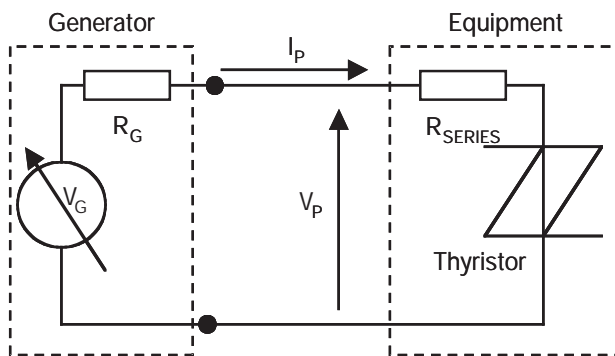 Generator
Equipment
I_P
R_G
R_SERIES
V_G
V_P
Thyristor